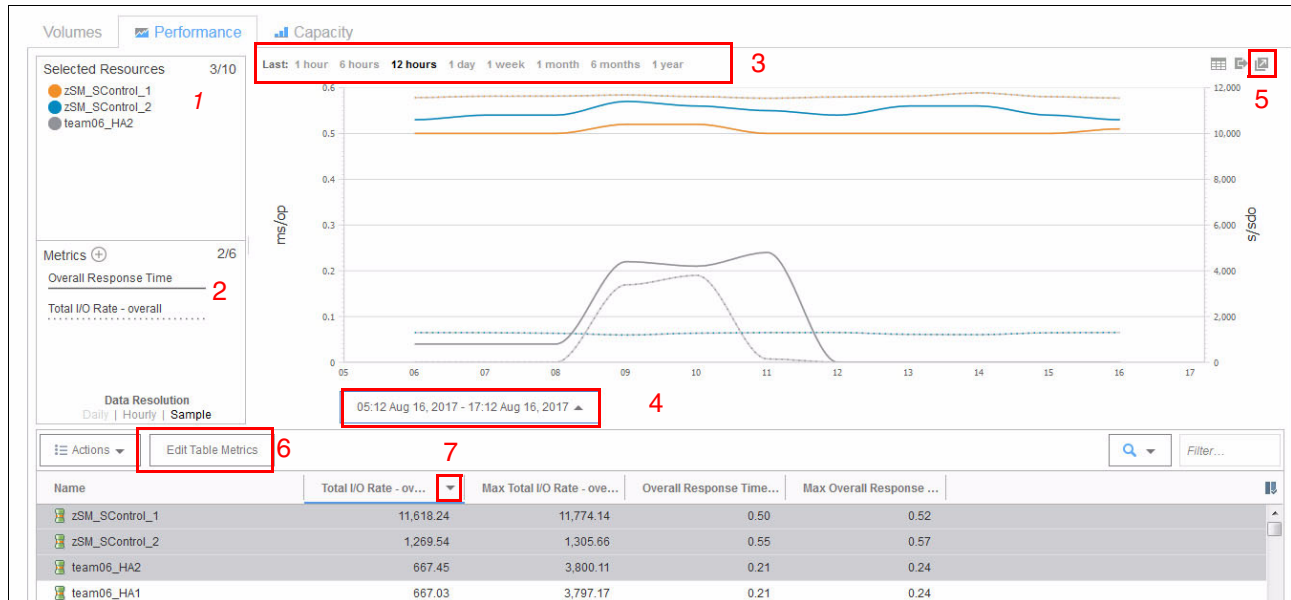 Volumes Performance Capacity
Selected Resources 3/10
zSM_SControl_1
zSM_SControl_2
team06_HA2
1
Metrics 2/6
Overall Response Time
2
Total I/O Rate - overall
Data Resolution
Daily | Hourly | Sample
Last: 1 hour 6 hours 12 hours 1 day 1 week 1 month 6 months 1 year
3
5
0.6
0.5
0.4
0.3
0.2
0.1
0
ms/op
12,000
10,000
8,000
6,000
4,000
2,000
0
ops/s
05 06 07 08 09 10 11 12 13 14 15 16 17
05:12 Aug 16, 2017 - 17:12 Aug 16, 2017
4
Actions Edit Table Metrics 6 7 Filter...
Name Total I/O Rate - ov... Max Total I/O Rate - ove... Overall Response Time... Max Overall Response ...
zSM_SControl_1 11,618.24 11,774.14 0.50 0.52
zSM_SControl_2 1,269.54 1,305.66 0.55 0.57
team06_HA2 667.45 3,800.11 0.21 0.24
team06_HA1 667.03 3,797.17 0.21 0.24